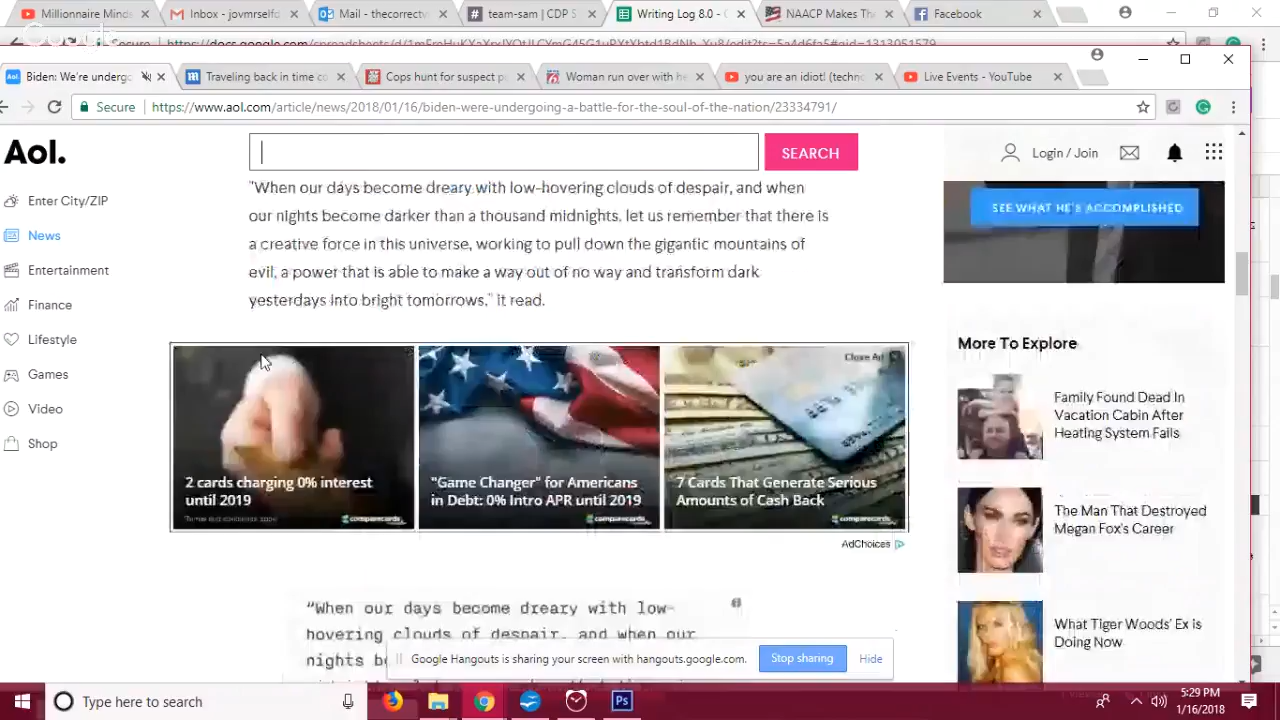 Millionaire Minds
Inbox - jovmrself
Mail - thecorrect
# team-sam | CDP S
Writing Log 8.0 - G
NAACP Makes The
Facebook
Google
Secure
Biden: We're underg
Traveling back in time c
Cops hunt for suspect
Woman run over with h
you are an idiot! (techn
Live Events - YouTube
Secure
https://www.aol.com/article/news/2018/01/16/biden-were-undergoing-a-battle-for-the-soul-of-the-nation/23334791/
Aol.
SEARCH
Login / Join
Enter City/ZIP
News
Entertainment
Finance
Lifestyle
Games
Video
Shop
"When our days become dreary with low-hovering clouds of despair, and when
our nights become darker than a thousand midnights, let us remember that there is
a creative force in this universe, working to pull down the gigantic mountains of
evil, a power that is able to make a way out of no way and transform dark
yesterdays into bright tomorrows," it read.
SEE WHAT HE'S ACCOMPLISHED
2 cards charging 0% interest
until 2019
comparecards
"Game Changer" for Americans
in Debt: 0% Intro APR until 2019
comparecards
Close Ad
7 Cards That Generate Serious
Amounts of Cash Back
comparecards
AdChoices
More To Explore
Family Found Dead In
Vacation Cabin After
Heating System Fails
The Man That Destroyed
Megan Fox's Career
What Tiger Woods' Ex is
Doing Now
“When our days become dreary with low-
hovering clouds of despair, and when our
nights
Google Hangouts is sharing your screen with hangouts.google.com.
Stop sharing
Hide
Type here to search
Ps
5:29 PM
1/16/2018